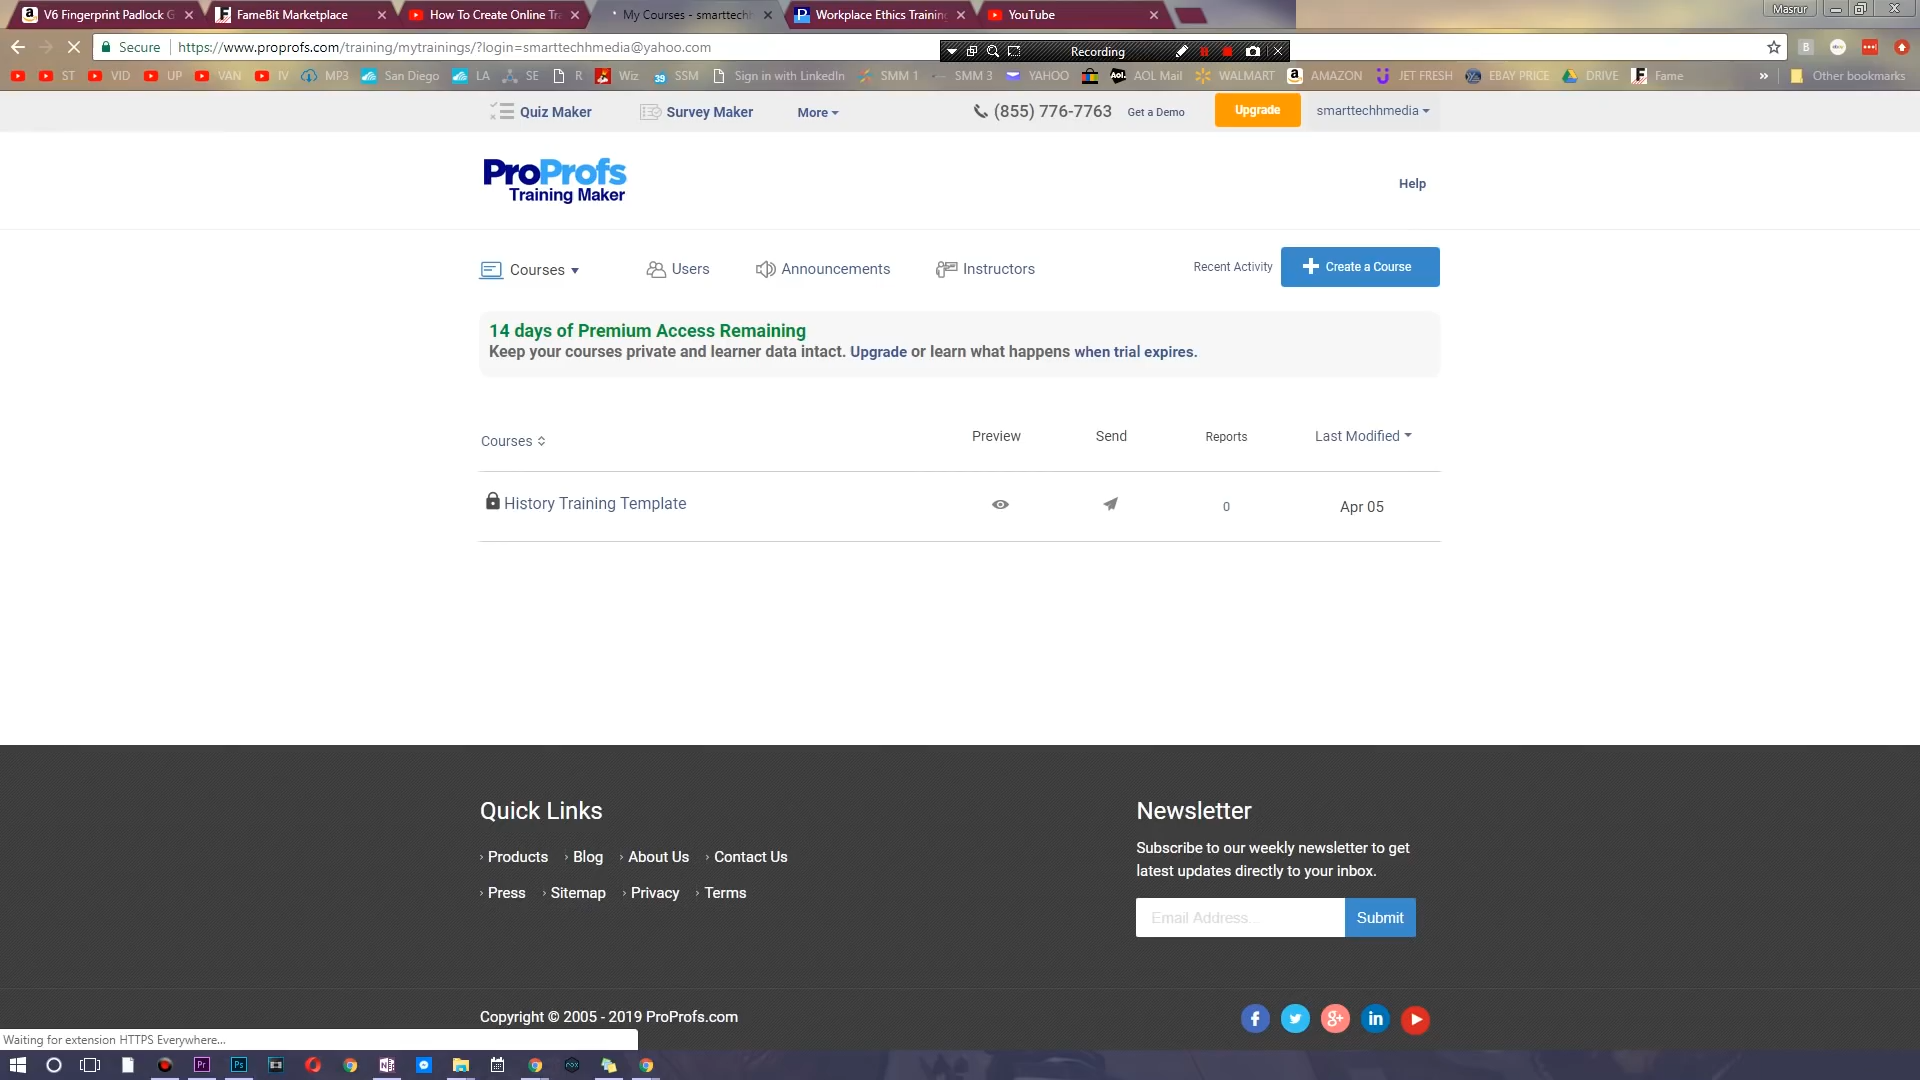 V6 Fingerprint Padlock G
FameBit Marketplace
How To Create Online Tra
My Courses - smarttechh
Workplace Ethics Training
YouTube
Masrur
Secure https://www.proprofs.com/training/mytrainings/?login=smarttechhmedia@yahoo.com
Recording
ST VID UP VAN IV MP3 San Diego LA SE R Wiz SSM Sign in with LinkedIn SMM 1 SMM 3 YAHOO AOL Mail WALMART AMAZON JET FRESH EBAY PRICE DRIVE Fame » Other bookmarks
Quiz Maker Survey Maker More (855) 776-7763 Get a Demo Upgrade smarttechhmedia
ProProfs
Training Maker
Help
Courses Users Announcements Instructors Recent Activity Create a Course
14 days of Premium Access Remaining
Keep your courses private and learner data intact. Upgrade or learn what happens when trial expires.
Courses Preview Send Reports Last Modified
History Training Template 0 Apr 05
Quick Links
Products Blog About Us Contact Us
Press Sitemap Privacy Terms
Newsletter
Subscribe to our weekly newsletter to get
latest updates directly to your inbox.
Email Address... Submit
Copyright © 2005 - 2019 ProProfs.com
Waiting for extension HTTPS Everywhere...